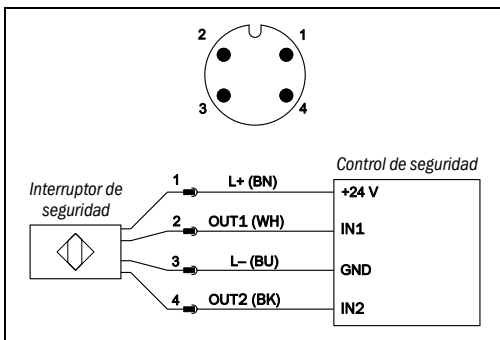 2 1
3 4
Control de seguridad
Interruptor de
seguridad
1 L+ (BN) +24 V
2 OUT1 (WH) IN1
3 L– (BU) GND
4 OUT2 (BK) IN2